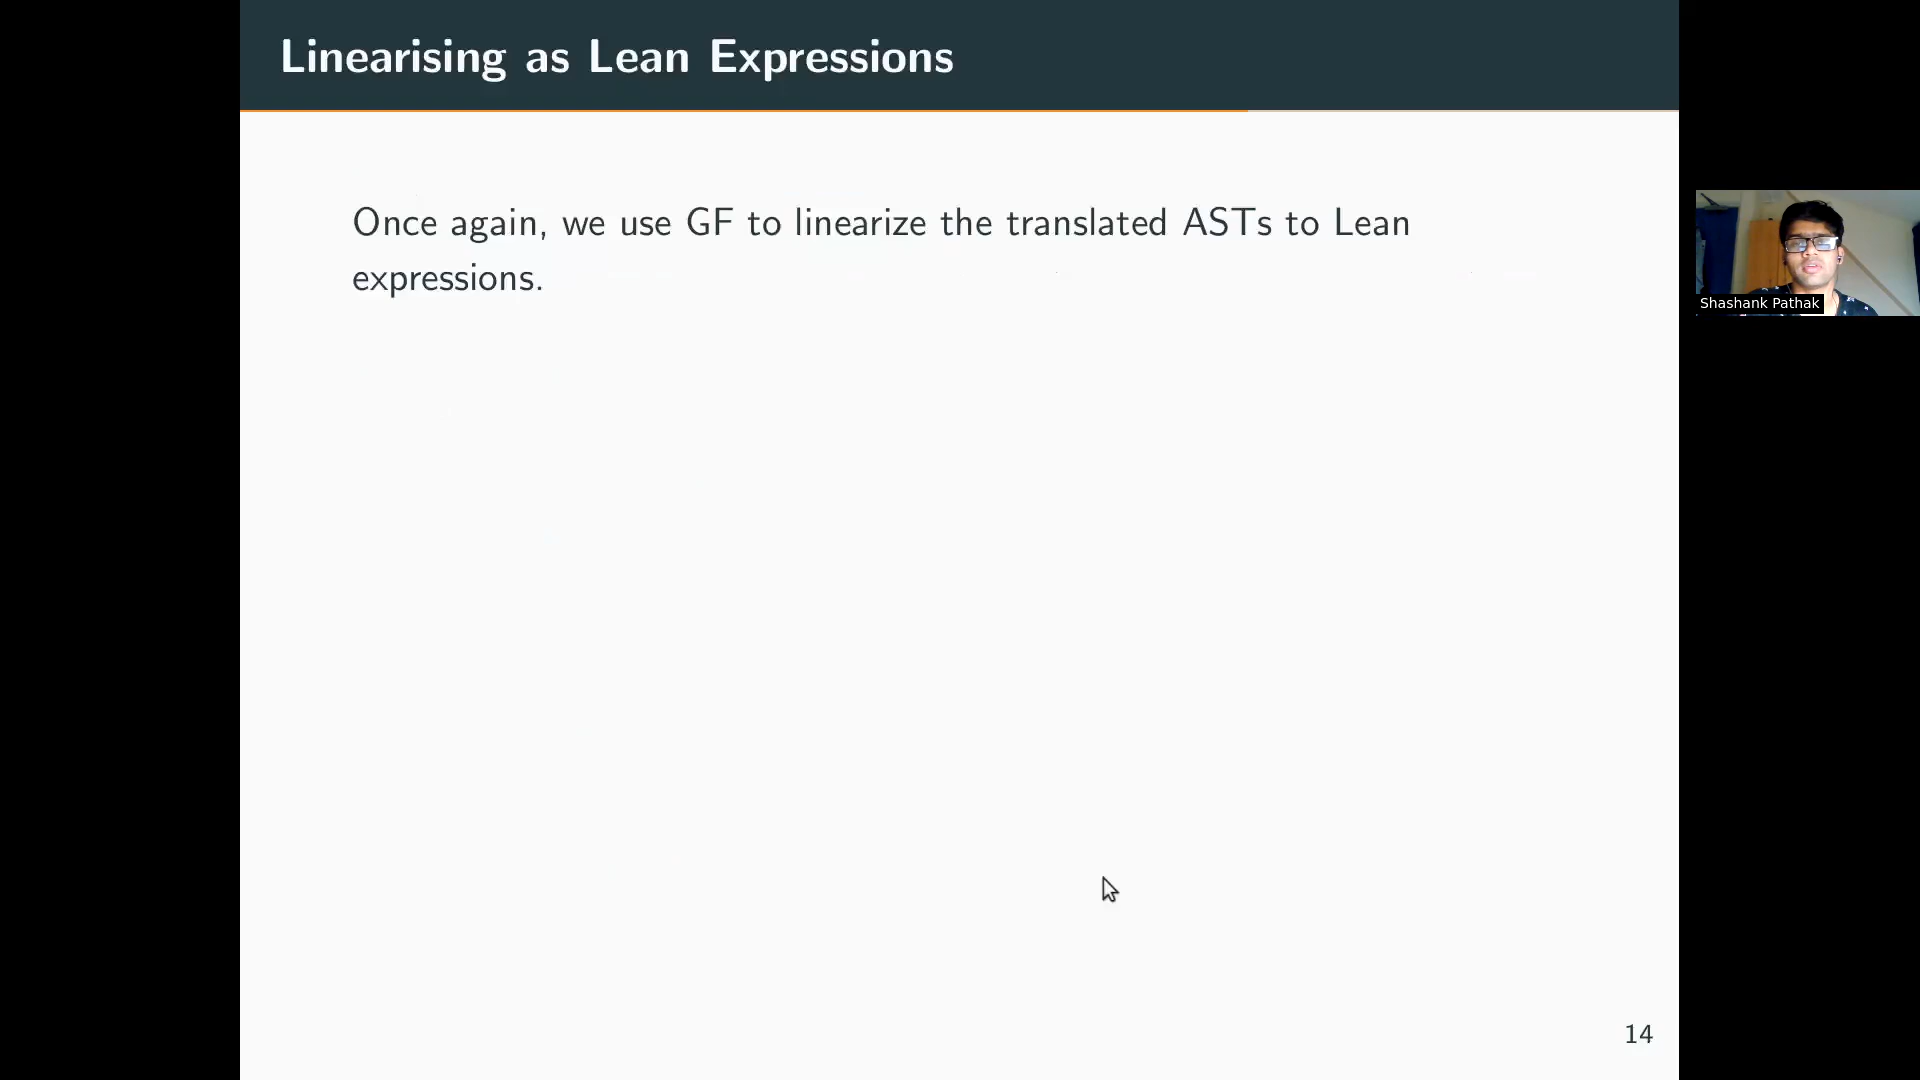 Linearising as Lean Expressions
Once again, we use GF to linearize the translated ASTs to Lean
expressions.
Shashank Pathak
14